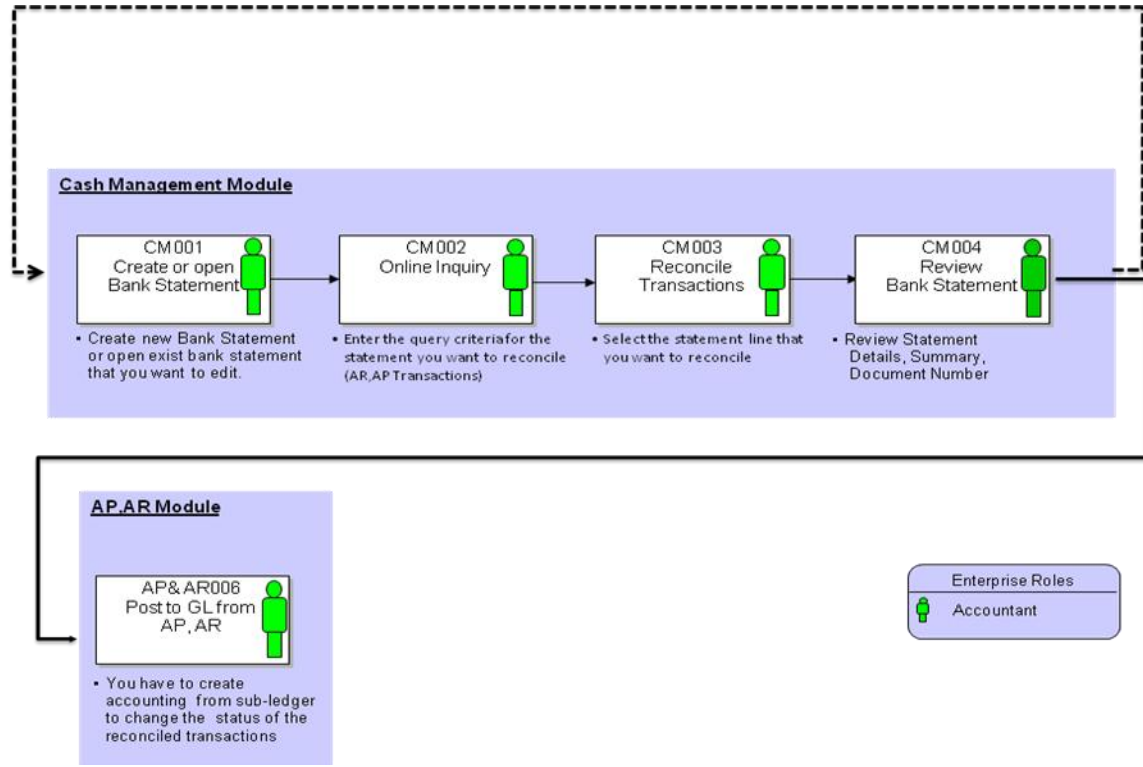 Cash Management Module
CM001
Create or open
Bank Statement
CM002
Online Inquiry
CM003
Reconcile
Transactions
CM004
Review
Bank Statement
• Create new Bank Statement
or open exist bank statement
that you want to edit.
• Enter the query criteria for the
statement you want to reconcile
(AR,AP Transactions)
• Select the statement line that
you want to reconcile
• Review Statement
Details, Summary,
Document Number
AP.AR Module
AP& AR006
Post to GL from
AP, AR
• You have to create
accounting from sub-ledger
to change the status of the
reconciled transactions
Enterprise Roles
Accountant